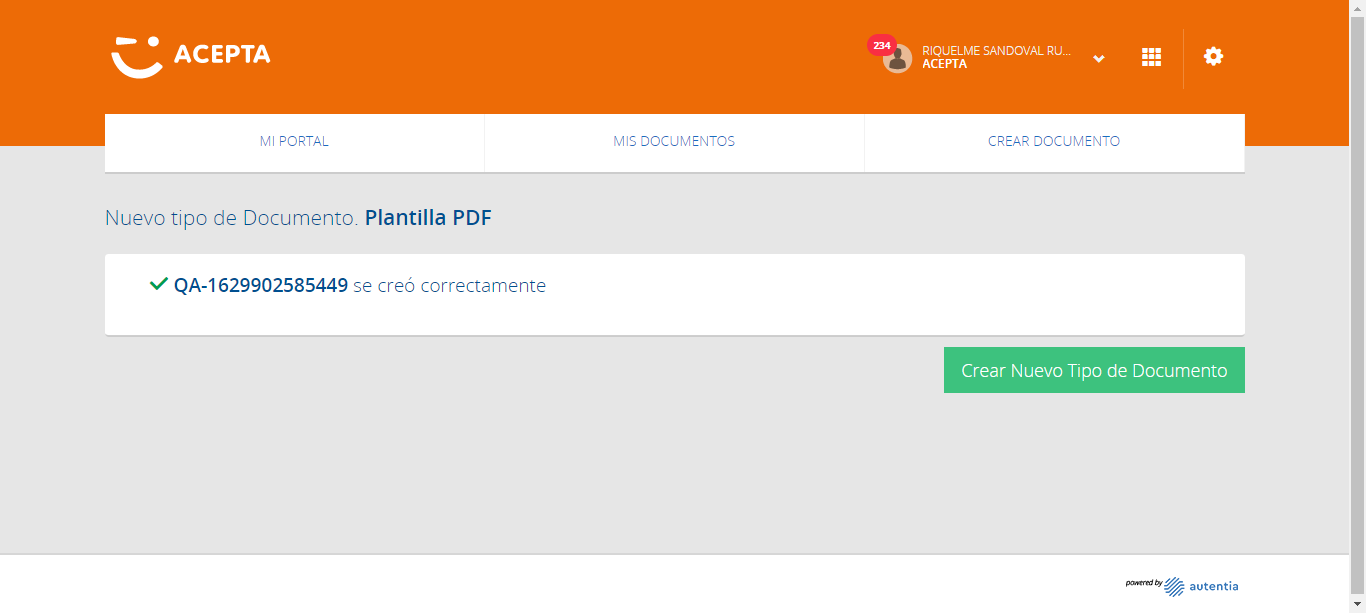 ACEPTA
234
RIQUELME SANDOVAL RU...
ACEPTA
MI PORTAL
MIS DOCUMENTOS
CREAR DOCUMENTO
Nuevo tipo de Documento. Plantilla PDF
QA-1629902585449 se creó correctamente
Crear Nuevo Tipo de Documento
powered by autentia